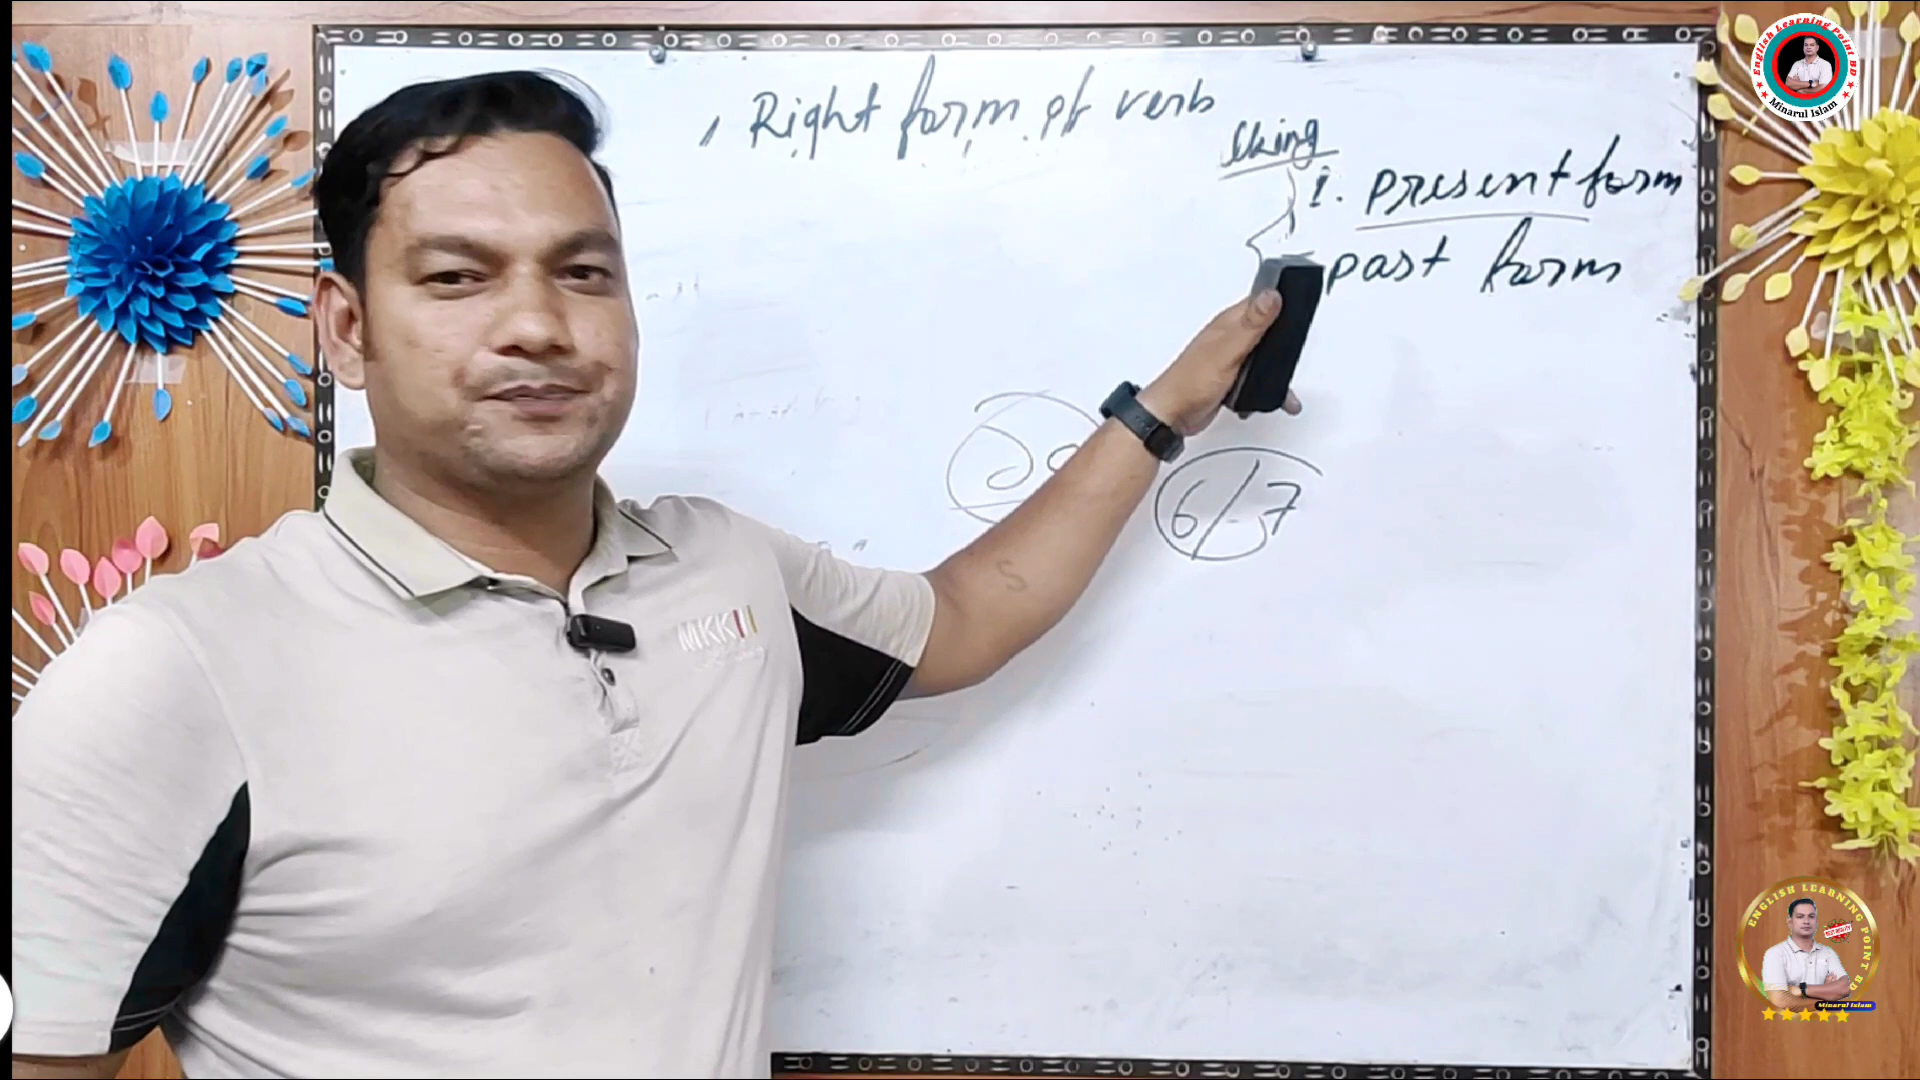 Right form of verb
1. present form
past form
6/7
MKK
English Learning Point BD
Minarul Islam
ENGLISH LEARNING POINT BD
Minarul Islam